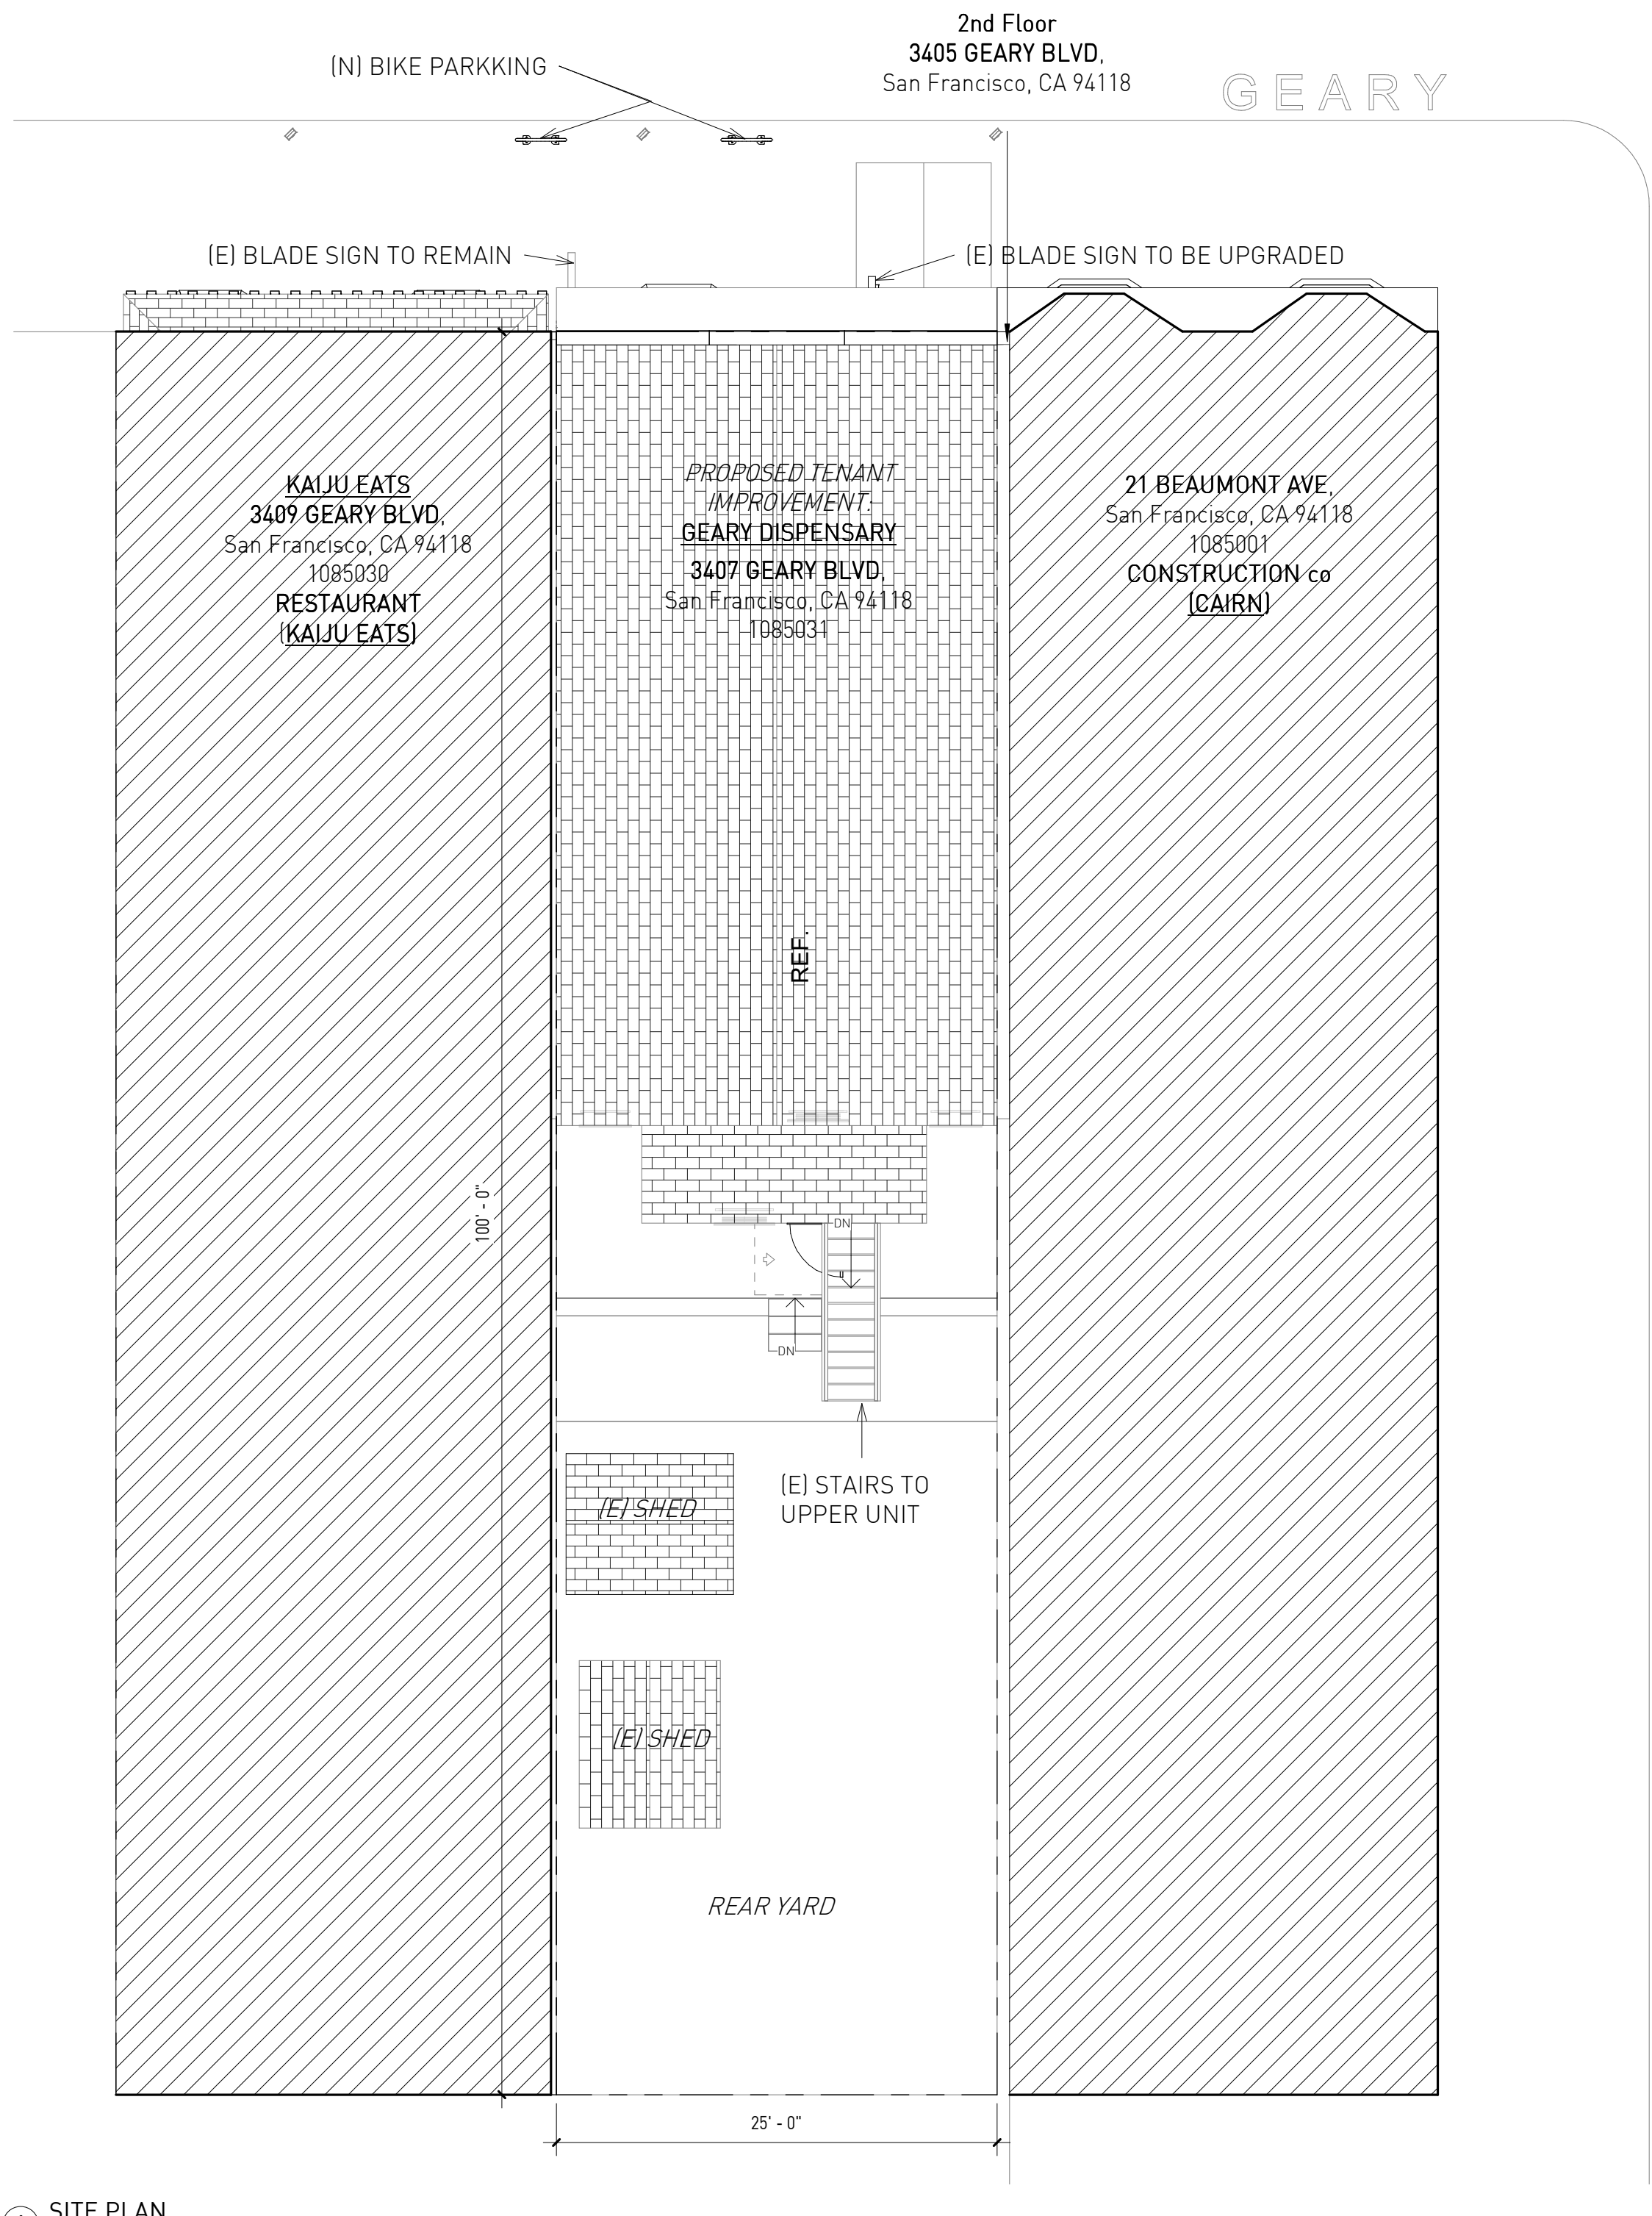 2nd Floor
3405 GEARY BLVD,
San Francisco, CA 94118
(N) BIKE PARKKING
GEARY
(E) BLADE SIGN TO REMAIN
(E) BLADE SIGN TO BE UPGRADED
KAIJU EATS
3409 GEARY BLVD,
San Francisco, CA 94118
1085030
RESTAURANT
(KAIJU EATS)
PROPOSED TENANT
IMPROVEMENT:
GEARY DISPENSARY
3407 GEARY BLVD,
San Francisco, CA 94118
1085031
21 BEAUMONT AVE,
San Francisco, CA 94118
1085001
CONSTRUCTION co
(CAIRN)
REF.
100' - 0"
DN
DN
(E) STAIRS TO
UPPER UNIT
(E) SHED
(E) SHED
REAR YARD
25' - 0"
SITE PLAN